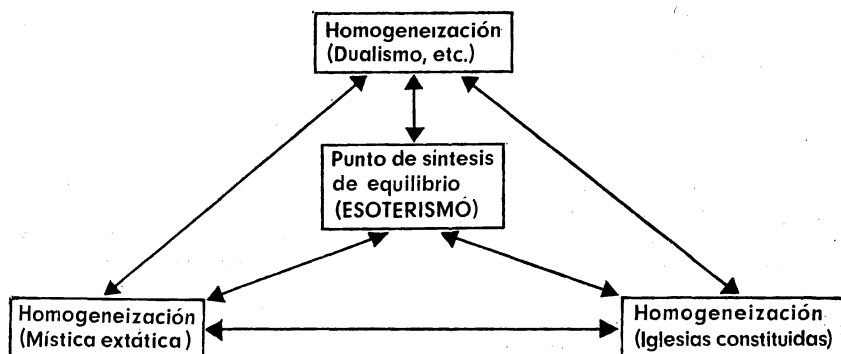 Homogeneización
(Dualismo, etc.)
Punto de síntesis
de equilibrio
(ESOTERISMO)
Homogeneización
(Mística extática)
Homogeneización
(Iglesias constituidas)